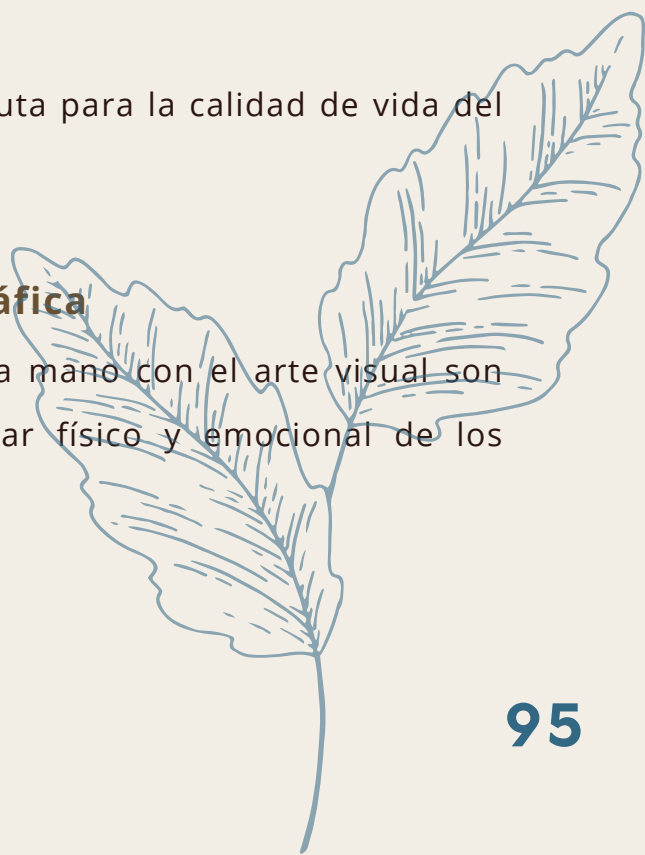 uta para la calidad de vida del
áfica
a mano con el arte visual son
ar físico y emocional de los
95